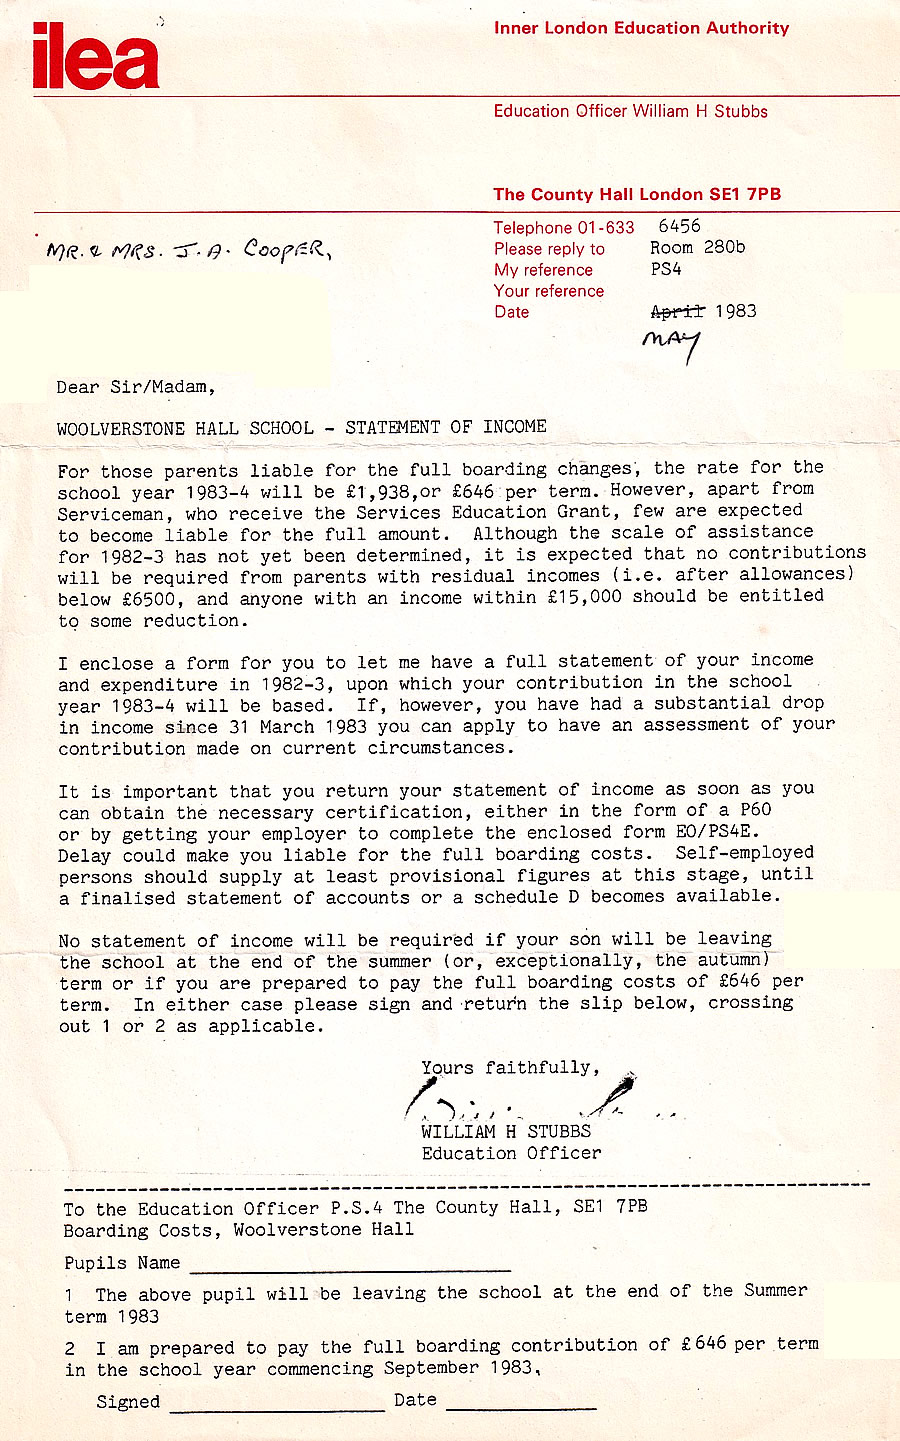 ilea
Inner London Education Authority
Education Officer William H Stubbs
The County Hall London SE1 7PB
MR. & MRS. J. A. COOPER,
Telephone 01-633 6456
Please reply to Room 280b
My reference PS4
Your reference
Date April 1983
MAY
Dear Sir/Madam,
WOOLVERSTONE HALL SCHOOL - STATEMENT OF INCOME
For those parents liable for the full boarding changes, the rate for the
school year 1983-4 will be £1,938,or £646 per term. However, apart from
Serviceman, who receive the Services Education Grant, few are expected
to become liable for the full amount. Although the scale of assistance
for 1982-3 has not yet been determined, it is expected that no contributions
will be required from parents with residual incomes (i.e. after allowances)
below £6500, and anyone with an income within £15,000 should be entitled
to some reduction.
I enclose a form for you to let me have a full statement of your income
and expenditure in 1982-3, upon which your contribution in the school
year 1983-4 will be based. If, however, you have had a substantial drop
in income since 31 March 1983 you can apply to have an assessment of your
contribution made on current circumstances.
It is important that you return your statement of income as soon as you
can obtain the necessary certification, either in the form of a P60
or by getting your employer to complete the enclosed form EO/PS4E.
Delay could make you liable for the full boarding costs. Self-employed
persons should supply at least provisional figures at this stage, until
a finalised statement of accounts or a schedule D becomes available.
No statement of income will be required if your son will be leaving
the school at the end of the summer (or, exceptionally, the autumn)
term or if you are prepared to pay the full boarding costs of £646 per
term. In either case please sign and return the slip below, crossing
out 1 or 2 as applicable.
Yours faithfully,
WILLIAM H STUBBS
Education Officer
To the Education Officer P.S.4 The County Hall, SE1 7PB
Boarding Costs, Woolverstone Hall
Pupils Name
1 The above pupil will be leaving the school at the end of the Summer
term 1983
2 I am prepared to pay the full boarding contribution of £646 per term
in the school year commencing September 1983,
Signed Date